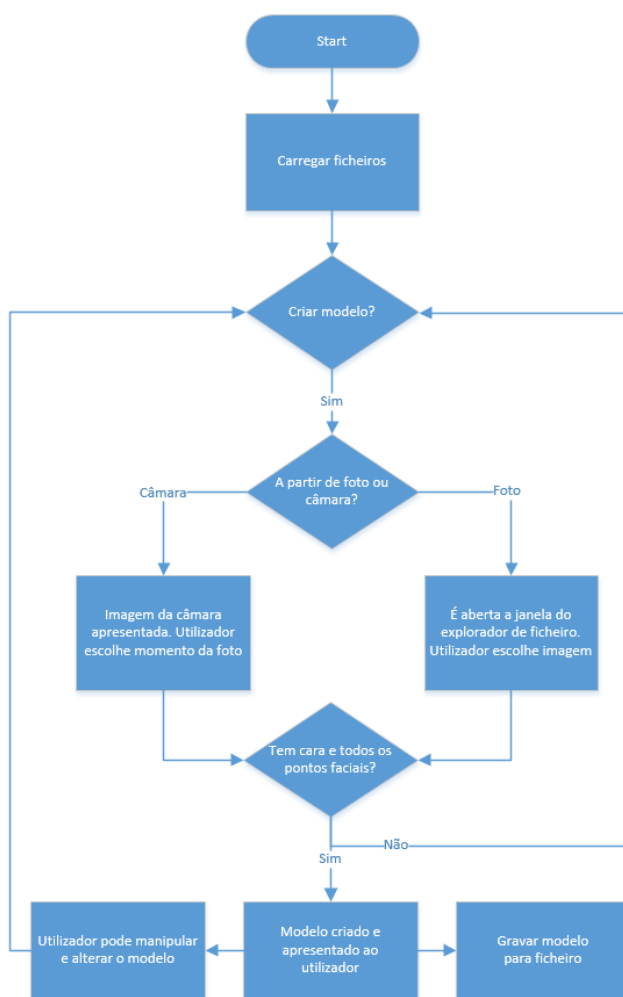 Start
Carregar ficheiros
Criar modelo?
Sim
A partir de foto ou
câmara?
Câmara
Foto
Imagem da câmara
apresentada. Utilizador
escolhe momento da foto
É aberta a janela do
explorador de ficheiro.
Utilizador escolhe imagem
Tem cara e todos os
pontos faciais?
Não
Sim
Utilizador pode manipular
e alterar o modelo
Modelo criado e
apresentado ao
utilizador
Gravar modelo
para ficheiro